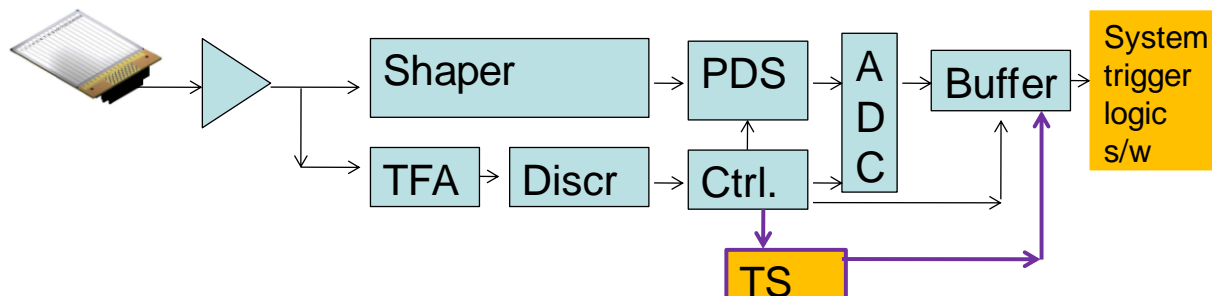 Shaper
PDS
A
D
C
Buffer
System
trigger
logic
s/w
TFA
Discr
Ctrl.
TS